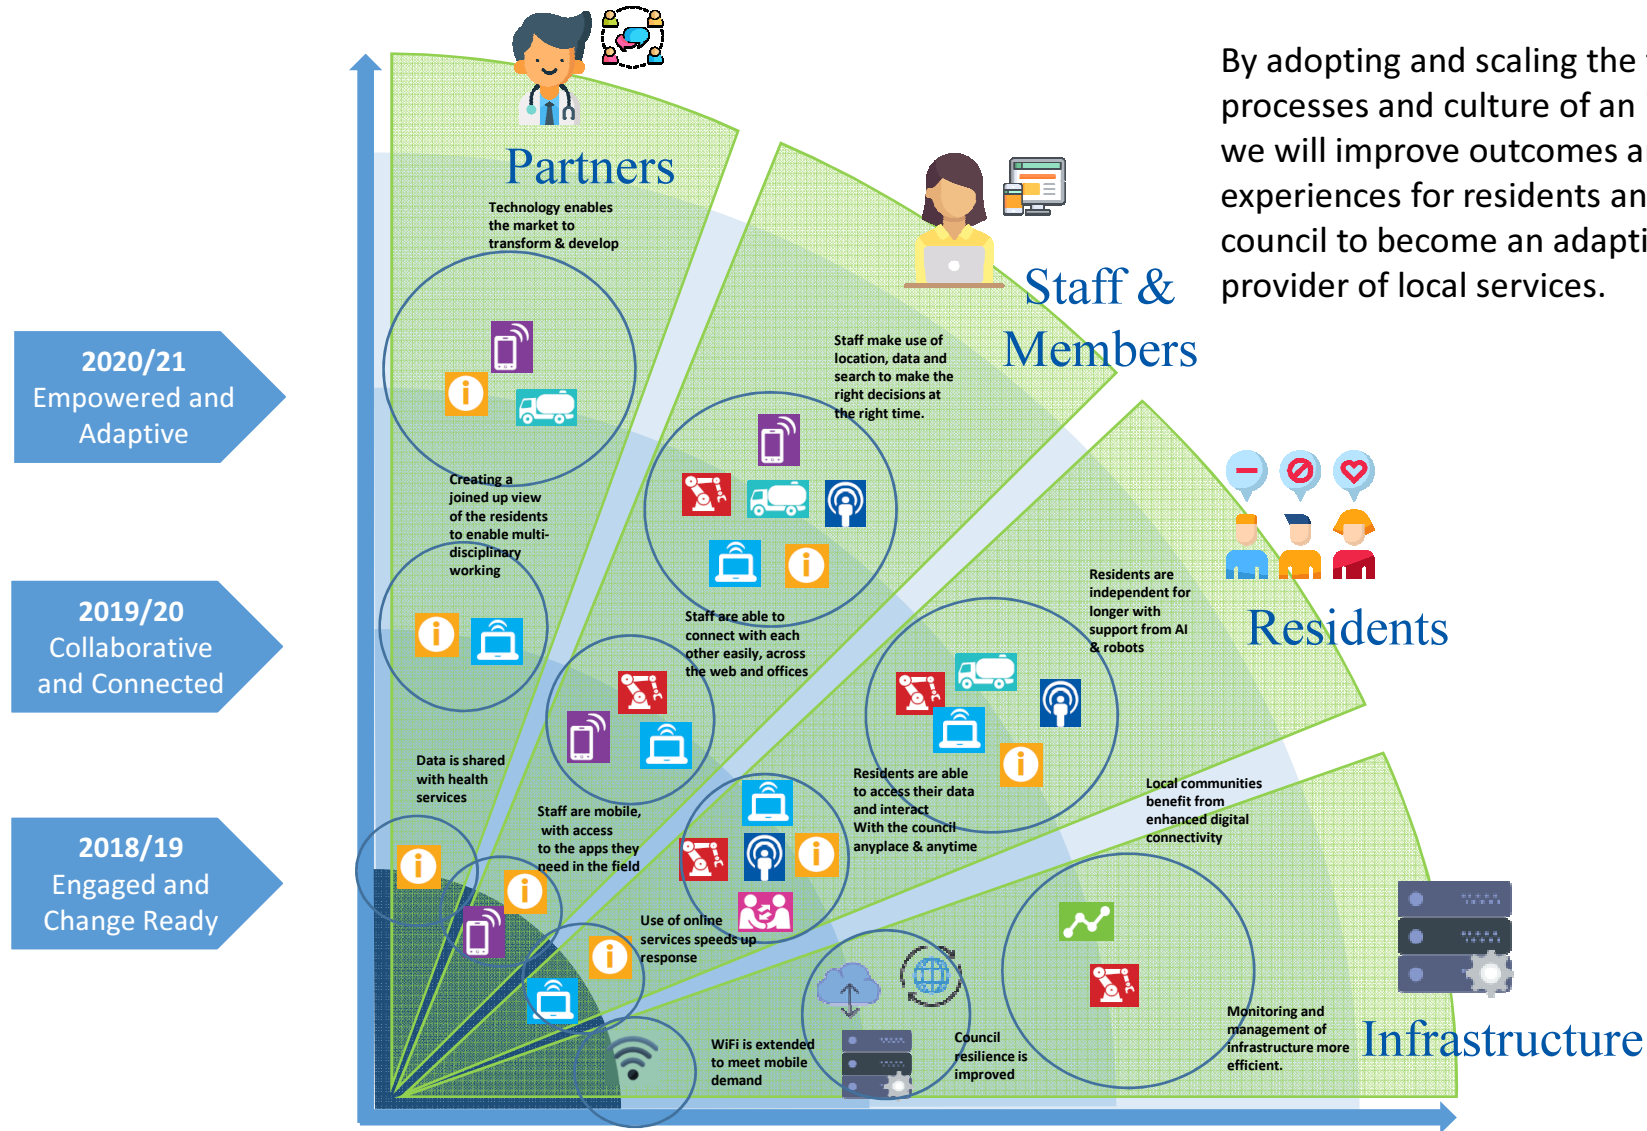 By adopting and scaling the
processes and culture of an
we will improve outcomes
experiences for residents
council to become an
provider of local services.
Partners
Technology enables
the market to
transform & develop
Staff &
Members
Staff make use of
location, data and
search to make the
right decisions at
the right time.
2020/21
Empowered and
Adaptive
Creating a
joined up view
of the residents
to enable multi-
disciplinary
working
Residents
Residents are
independent for
longer with
support from AI
& robots
2019/20
Collaborative
and Connected
Staff are able to
connect with each
other easily, across
the web and offices
Data is shared
with health
services
Staff are mobile,
with access
to the apps they
need in the field
Residents are able
to access their data
and interact
With the council
anyplace & anytime
Local communities
benefit from
enhanced digital
connectivity
2018/19
Engaged and
Change Ready
Use of online
services speeds up
response
WiFi is extended
to meet mobile
demand
Council
resilience is
improved
Monitoring and
management of
infrastructure more
efficient.
Infrastructure